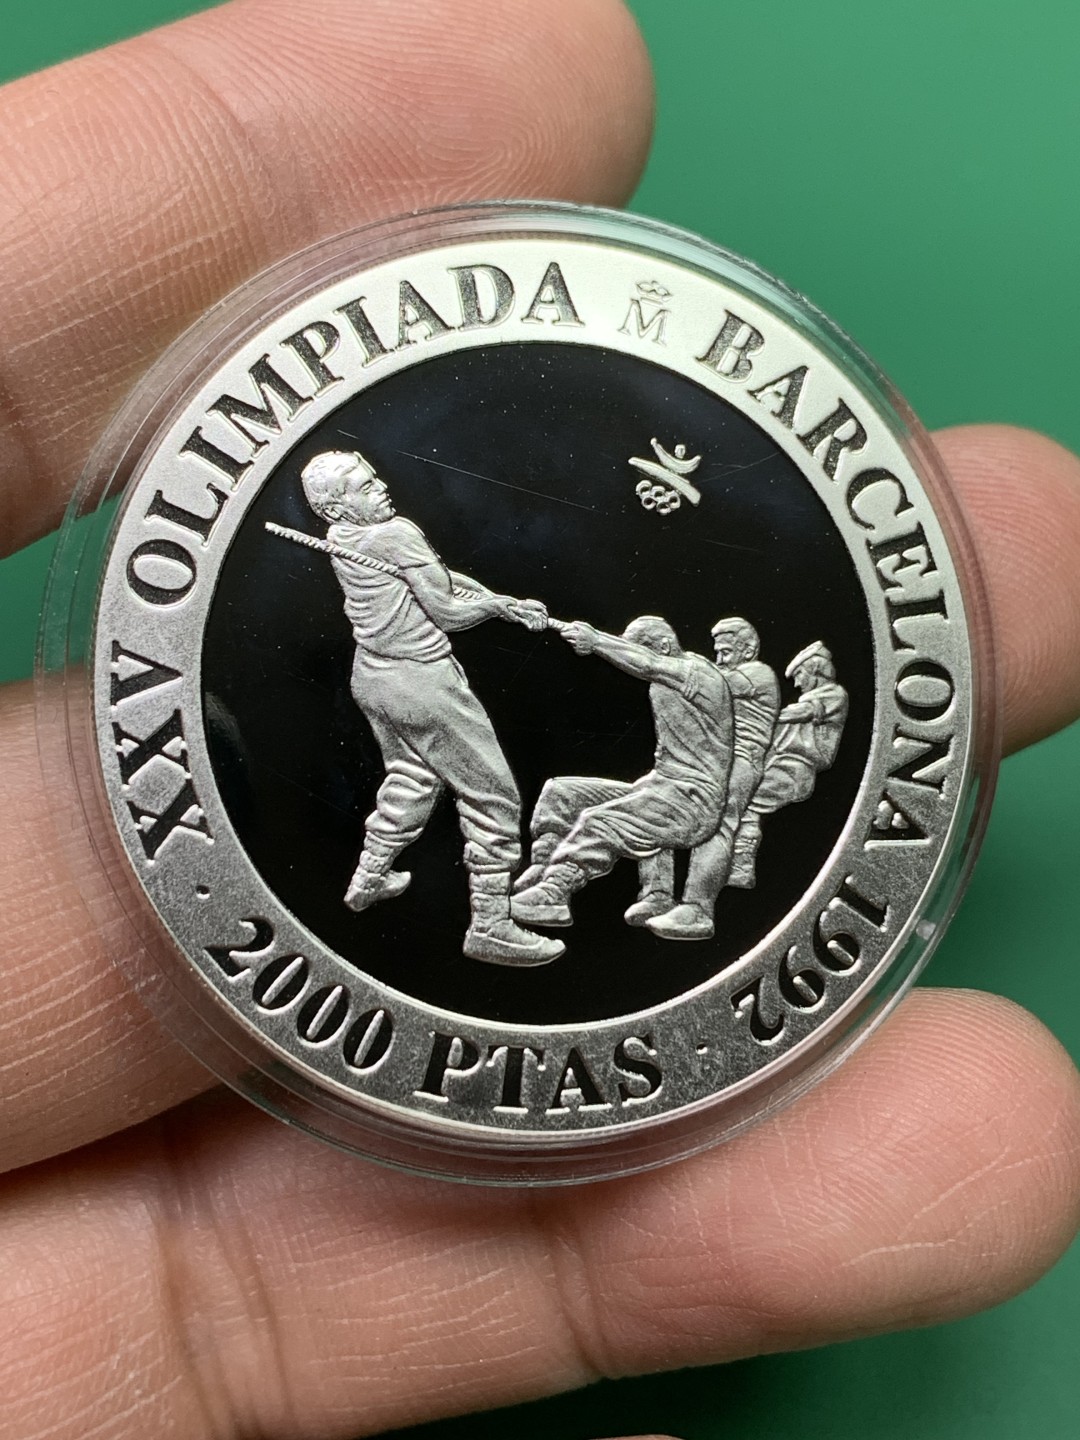 XXV OLIMPIADA M BARCELONA 1992
· 2000 PTAS ·